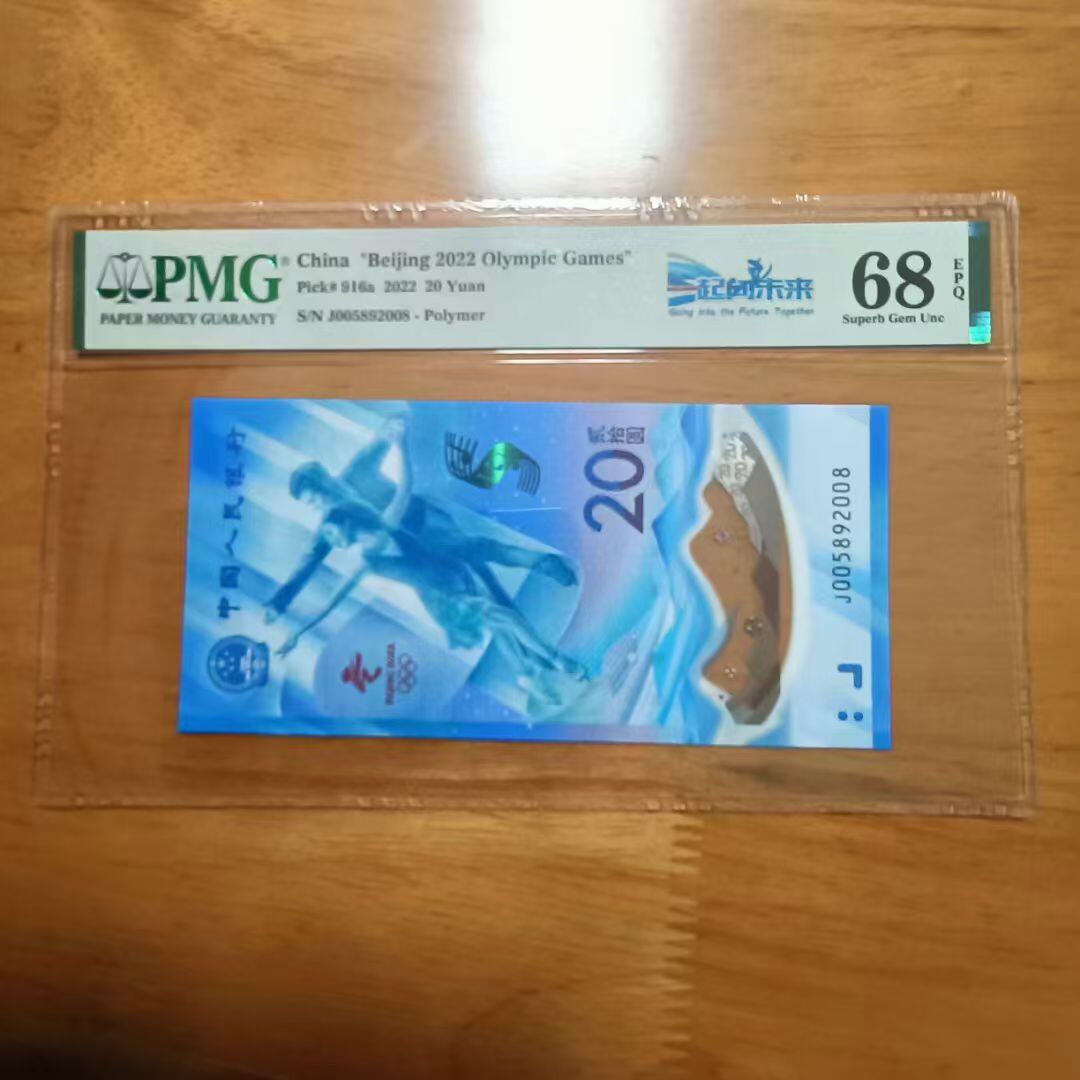 PMG®
PAPER MONEY GUARANTY
China "Beijing 2022 Olympic Games"
Pick# 916a 2022 20 Yuan
S/N J005892008 - Polymer
一起向未来
Going into the Future Together
68
EPQ
Superb Gem Unc
中国人民银行
20
贰拾圆
J005892008